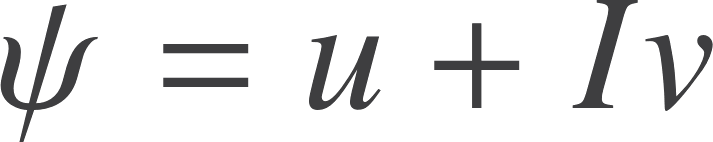 ψ = u + Iv